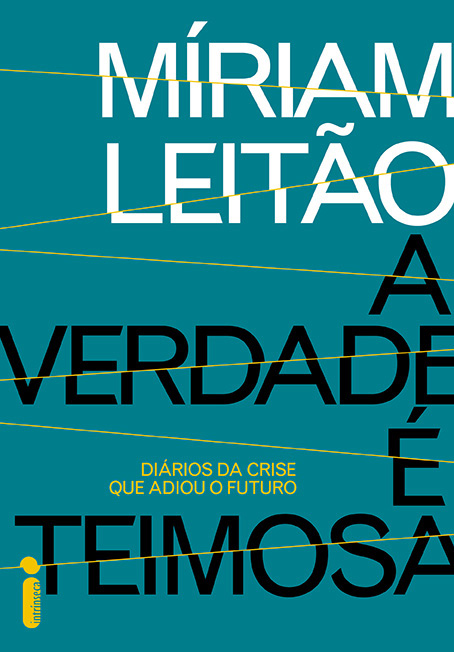 MÍRIAM
LEITÃO
A
VERDADE
É
TEIMOSA
DIÁRIOS DA CRISE
QUE ADIOU O FUTURO
intrínseca